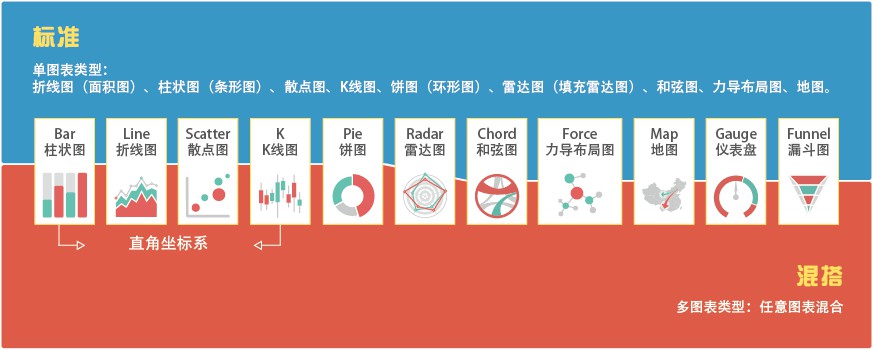 标准
单图表类型：
折线图（面积图）、柱状图（条形图）、散点图、K线图、饼图（环形图）、雷达图（填充雷达图）、和弦图、力导布局图、地图。
Bar
柱状图
Line
折线图
Scatter
散点图
K
K线图
Pie
饼图
Radar
雷达图
Chord
和弦图
Force
力导布局图
Map
地图
Gauge
仪表盘
Funnel
漏斗图
直角坐标系
混搭
多图表类型：任意图表混合